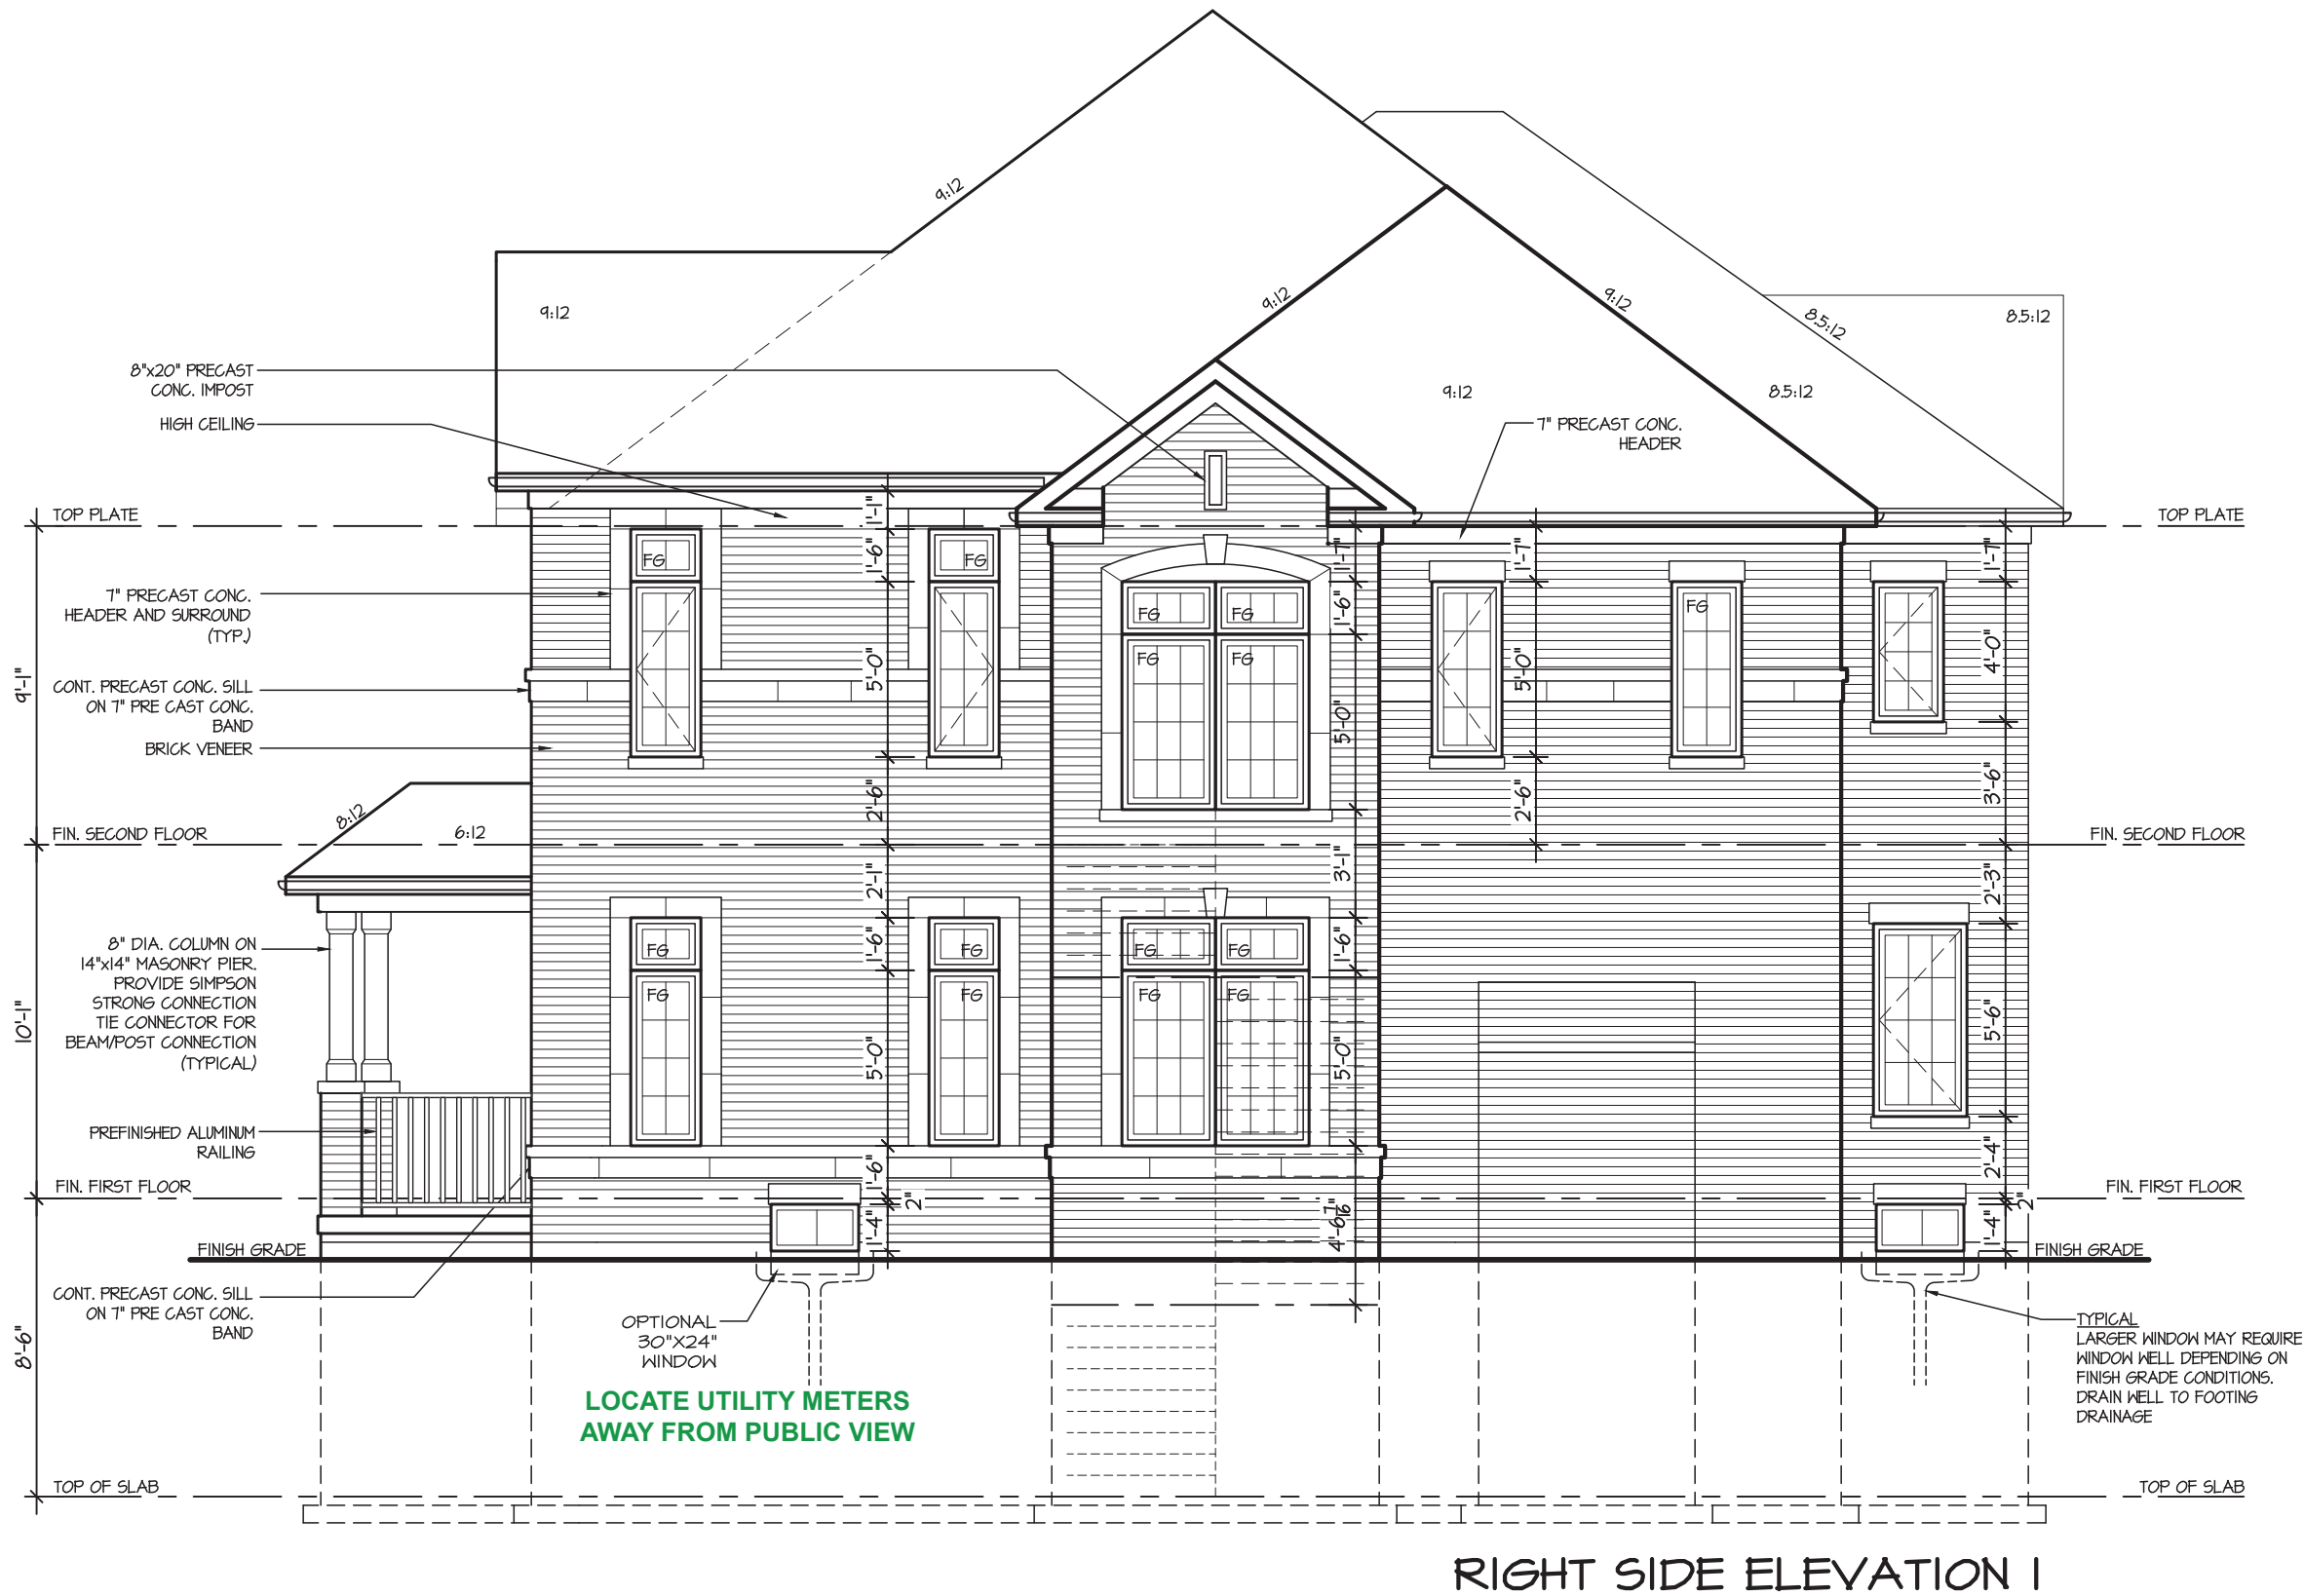 9:12
9:12
9:12
9:12
9:12
8.5:12
8.5:12
8.5:12
8"x20" PRECAST
CONC. IMPOST
HIGH CEILING
7" PRECAST CONC.
HEADER
TOP PLATE
TOP PLATE
7" PRECAST CONC.
HEADER AND SURROUND
(TYP.)
CONT. PRECAST CONC. SILL
ON 7" PRE CAST CONC.
BAND
BRICK VENEER
9'-1"
1'-1"
1'-6"
5'-0"
2'-6"
FG
FG
1'-7"
1'-6"
5'-0"
FG
FG
FG
FG
1'-7"
5'-0"
2'-6"
FG
1'-7"
4'-0"
3'-6"
8:12
6:12
FIN. SECOND FLOOR
FIN. SECOND FLOOR
8" DIA. COLUMN ON
14"x14" MASONRY PIER.
PROVIDE SIMPSON
STRONG CONNECTION
TIE CONNECTOR FOR
BEAM/POST CONNECTION
(TYPICAL)
10'-1"
2'-1"
1'-6"
5'-0"
1'-6"
2"
1'-4"
FG
FG
FG
FG
3'-1"
1'-6"
5'-0"
FG
FG
FG
FG
2'-3"
5'-6"
2'-4"
2"
1'-4"
PREFINISHED ALUMINUM
RAILING
FIN. FIRST FLOOR
FIN. FIRST FLOOR
FINISH GRADE
FINISH GRADE
CONT. PRECAST CONC. SILL
ON 7" PRE CAST CONC.
BAND
8'-6"
OPTIONAL
30"X24"
WINDOW
LOCATE UTILITY METERS
AWAY FROM PUBLIC VIEW
TYPICAL
LARGER WINDOW MAY REQUIRE
WINDOW WELL DEPENDING ON
FINISH GRADE CONDITIONS.
DRAIN WELL TO FOOTING
DRAINAGE
TOP OF SLAB
TOP OF SLAB
RIGHT SIDE ELEVATION 1